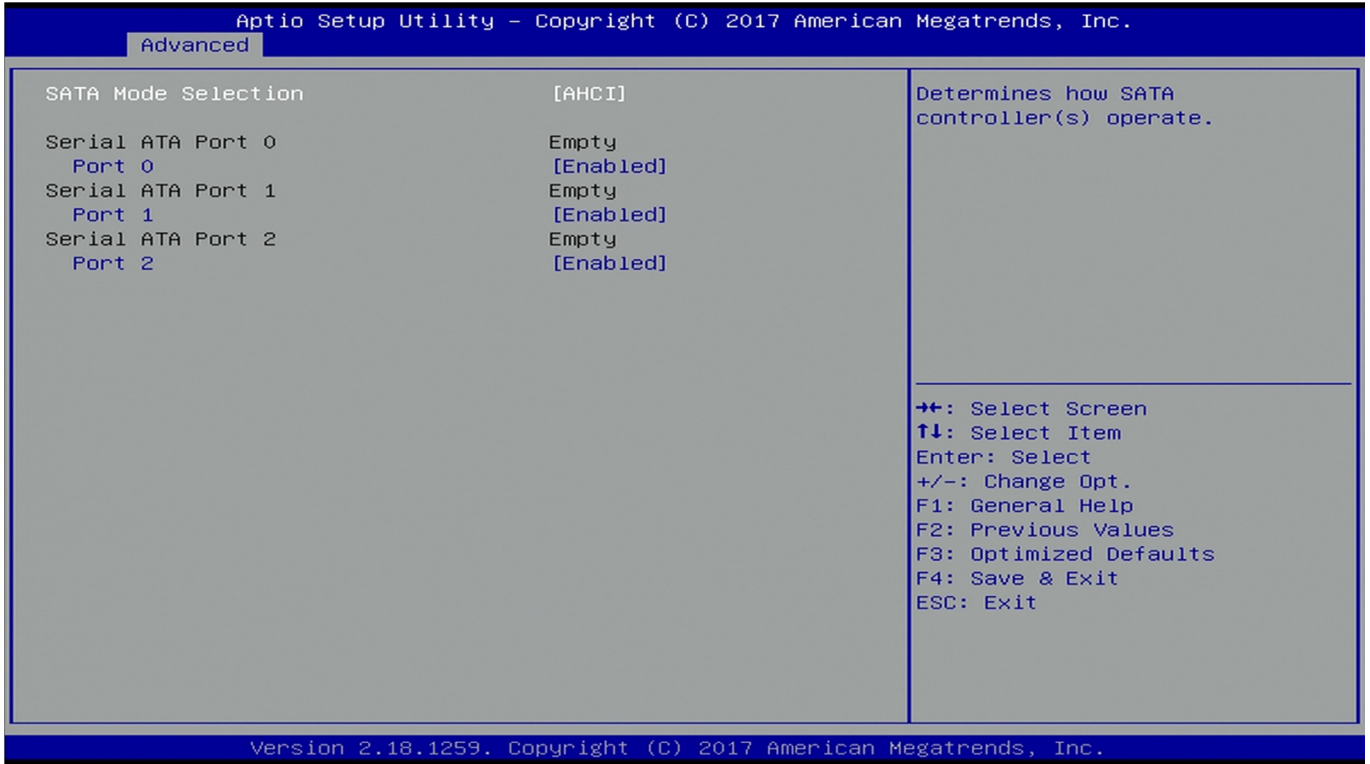 Aptio Setup Utility – Copyright (C) 2017 American Megatrends, Inc.
Advanced
SATA Mode Selection [AHCI]
Serial ATA Port 0 Empty
Port 0 [Enabled]
Serial ATA Port 1 Empty
Port 1 [Enabled]
Serial ATA Port 2 Empty
Port 2 [Enabled]
Determines how SATA
controller(s) operate.
→←: Select Screen
↑↓: Select Item
Enter: Select
+/-: Change Opt.
F1: General Help
F2: Previous Values
F3: Optimized Defaults
F4: Save & Exit
ESC: Exit
Version 2.18.1259. Copyright (C) 2017 American Megatrends, Inc.